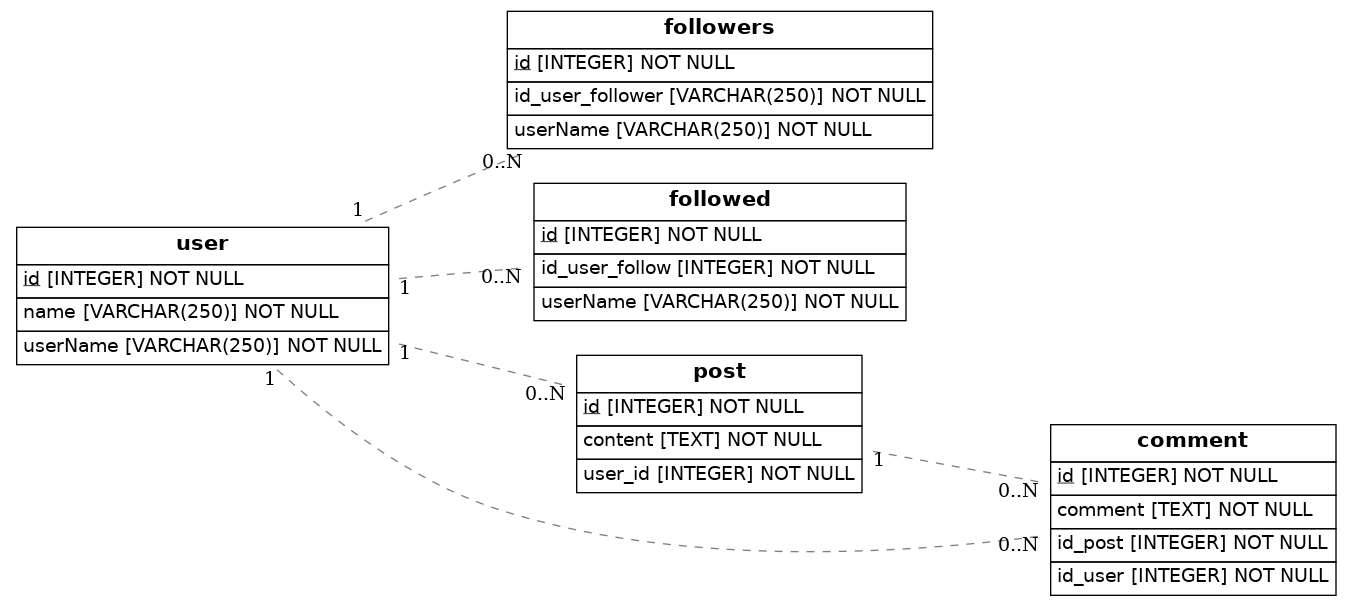 followers
id [INTEGER] NOT NULL
id_user_follower [VARCHAR(250)] NOT NULL
userName [VARCHAR(250)] NOT NULL
0..N
1
followed
id [INTEGER] NOT NULL
id_user_follow [INTEGER] NOT NULL
userName [VARCHAR(250)] NOT NULL
0..N
1
user
id [INTEGER] NOT NULL
name [VARCHAR(250)] NOT NULL
userName [VARCHAR(250)] NOT NULL
1
0..N
1
post
id [INTEGER] NOT NULL
content [TEXT] NOT NULL
user_id [INTEGER] NOT NULL
1
0..N
0..N
comment
id [INTEGER] NOT NULL
comment [TEXT] NOT NULL
id_post [INTEGER] NOT NULL
id_user [INTEGER] NOT NULL